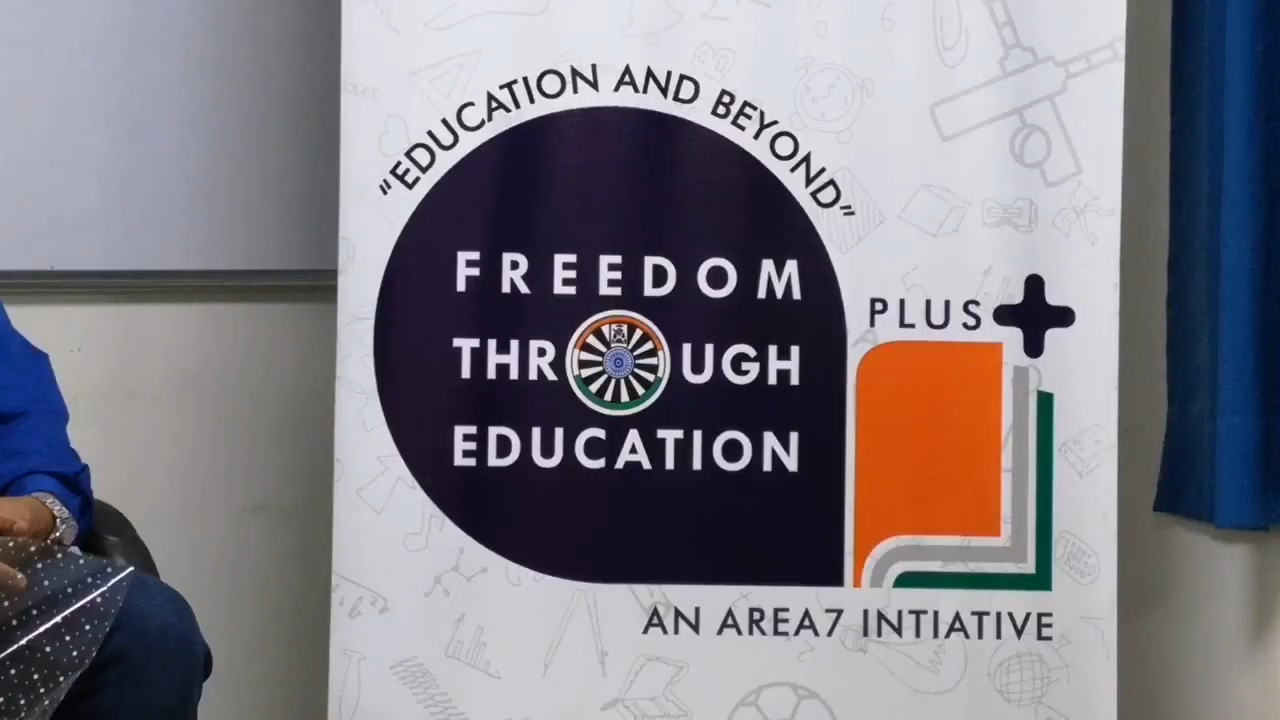 "EDUCATION AND BEYOND"
FREEDOM
THROUGH
EDUCATION
PLUS+
AN AREA7 INTIATIVE